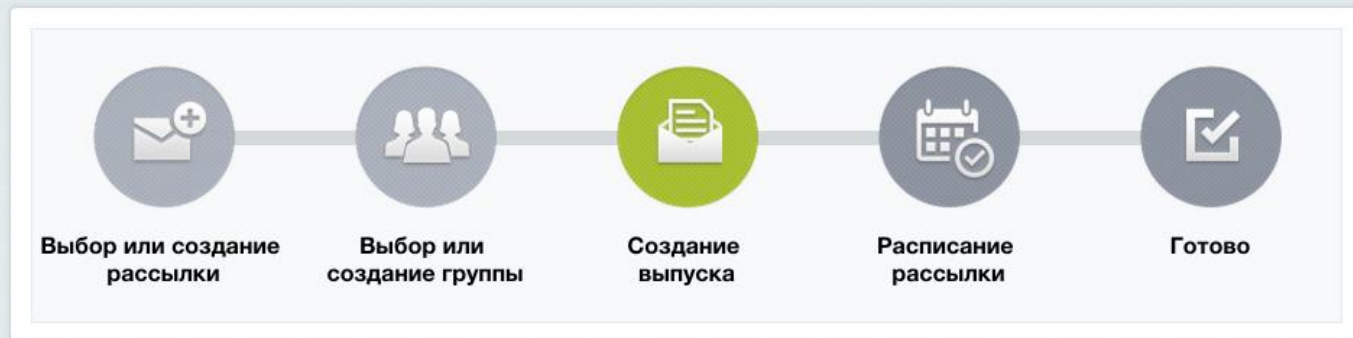 Выбор или создание
рассылки
Выбор или
создание группы
Создание
выпуска
Расписание
рассылки
Готово